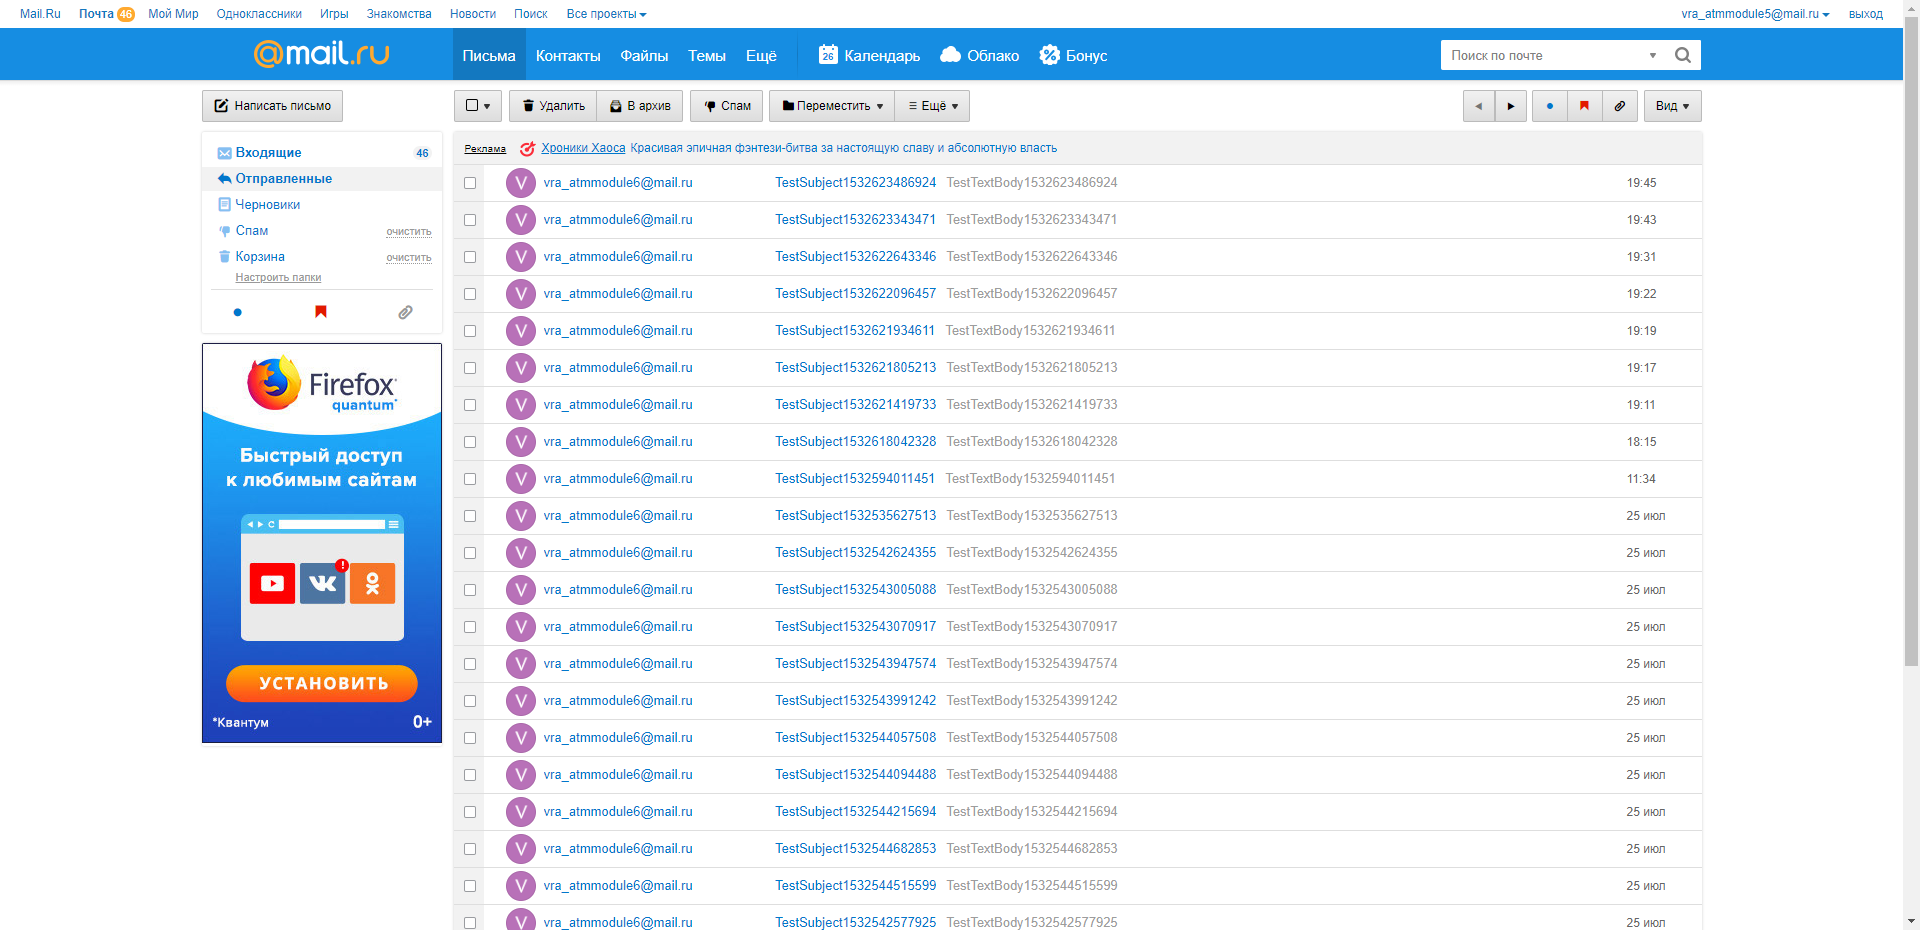 Mail.Ru Почта 46 Мой Мир Одноклассники Игры Знакомства Новости Поиск Все проекты vra_atmmodule5@mail.ru выход
@mail.ru Письма Контакты Файлы Темы Ещё 26 Календарь Облако Бонус Поиск по почте
Написать письмо Удалить В архив Спам Переместить Ещё Вид
Входящие 46
Отправленные
Черновики
Спам очистить
Корзина очистить
Настроить папки
Firefox
quantum*
Быстрый доступ
к любимым сайтам
VK !
УСТАНОВИТЬ
*Квантум 0+
Реклама Хроники Хаоса Красивая эпичная фэнтези-битва за настоящую славу и абсолютную власть
V vra_atmmodule6@mail.ru TestSubject1532623486924 TestTextBody1532623486924 19:45
V vra_atmmodule6@mail.ru TestSubject1532623343471 TestTextBody1532623343471 19:43
V vra_atmmodule6@mail.ru TestSubject1532622643346 TestTextBody1532622643346 19:31
V vra_atmmodule6@mail.ru TestSubject1532622096457 TestTextBody1532622096457 19:22
V vra_atmmodule6@mail.ru TestSubject1532621934611 TestTextBody1532621934611 19:19
V vra_atmmodule6@mail.ru TestSubject1532621805213 TestTextBody1532621805213 19:17
V vra_atmmodule6@mail.ru TestSubject1532621419733 TestTextBody1532621419733 19:11
V vra_atmmodule6@mail.ru TestSubject1532618042328 TestTextBody1532618042328 18:15
V vra_atmmodule6@mail.ru TestSubject1532594011451 TestTextBody1532594011451 11:34
V vra_atmmodule6@mail.ru TestSubject1532535627513 TestTextBody1532535627513 25 июл
V vra_atmmodule6@mail.ru TestSubject1532542624355 TestTextBody1532542624355 25 июл
V vra_atmmodule6@mail.ru TestSubject1532543005088 TestTextBody1532543005088 25 июл
V vra_atmmodule6@mail.ru TestSubject1532543070917 TestTextBody1532543070917 25 июл
V vra_atmmodule6@mail.ru TestSubject1532543947574 TestTextBody1532543947574 25 июл
V vra_atmmodule6@mail.ru TestSubject1532543991242 TestTextBody1532543991242 25 июл
V vra_atmmodule6@mail.ru TestSubject1532544057508 TestTextBody1532544057508 25 июл
V vra_atmmodule6@mail.ru TestSubject1532544094488 TestTextBody1532544094488 25 июл
V vra_atmmodule6@mail.ru TestSubject1532544215694 TestTextBody1532544215694 25 июл
V vra_atmmodule6@mail.ru TestSubject1532544682853 TestTextBody1532544682853 25 июл
V vra_atmmodule6@mail.ru TestSubject1532544515599 TestTextBody1532544515599 25 июл
V vra_atmmodule6@mail.ru TestSubject1532542577925 TestTextBody1532542577925 25 июл